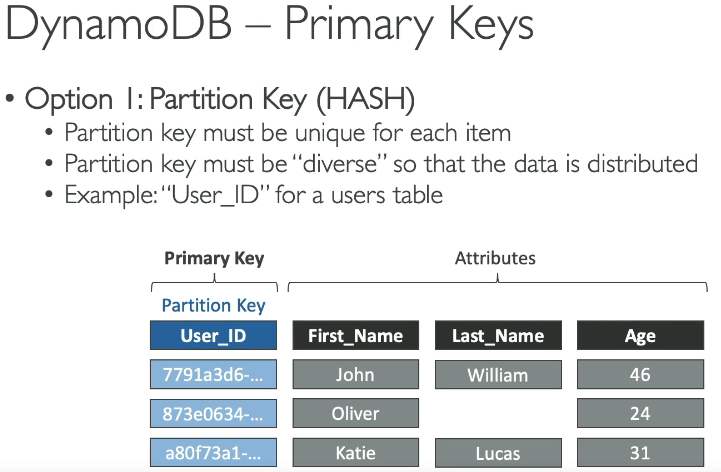 DynamoDB – Primary Keys
• Option 1: Partition Key (HASH)
• Partition key must be unique for each item
• Partition key must be “diverse” so that the data is distributed
• Example: “User_ID” for a users table
Primary Key Attributes
Partition Key
User_ID First_Name Last_Name Age
7791a3d6-... John William 46
873e0634-... Oliver 24
a80f73a1-... Katie Lucas 31